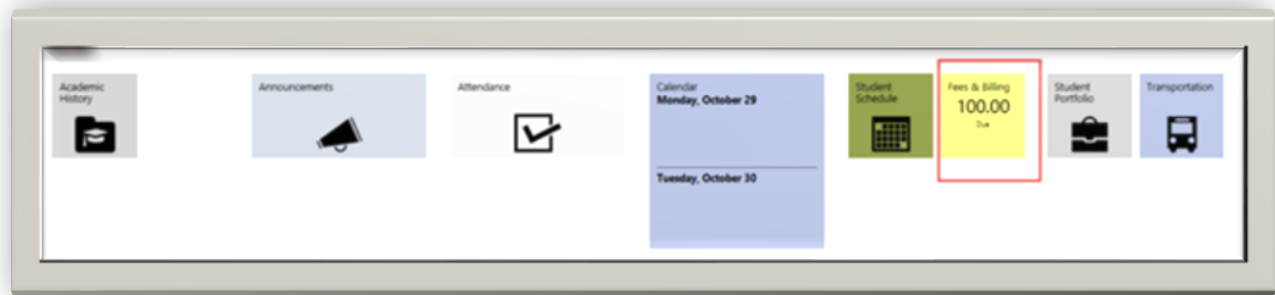 Academic
History
Announcements
Attendance
Calendar
Monday, October 29
Tuesday, October 30
Student
Schedule
Fees & Billing
100.00
Due
Student
Portfolio
Transportation